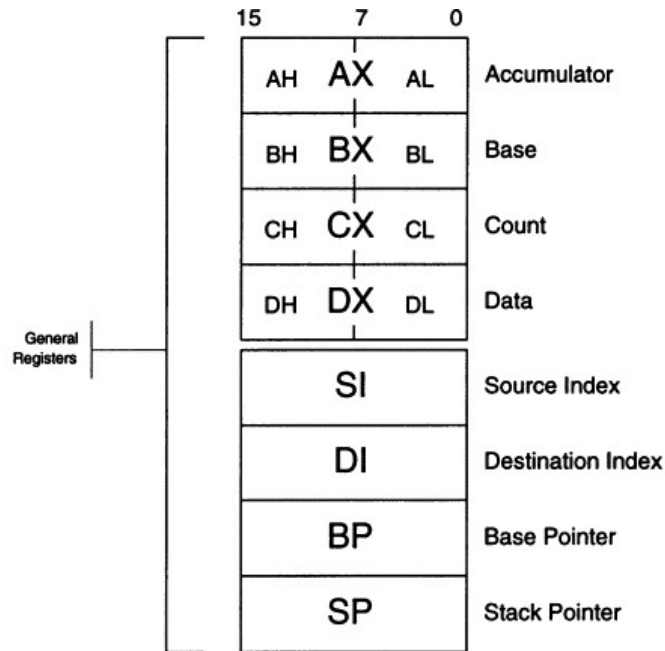 15 7 0
AH AX AL Accumulator
BH BX BL Base
CH CX CL Count
DH DX DL Data
General
Registers
SI Source Index
DI Destination Index
BP Base Pointer
SP Stack Pointer